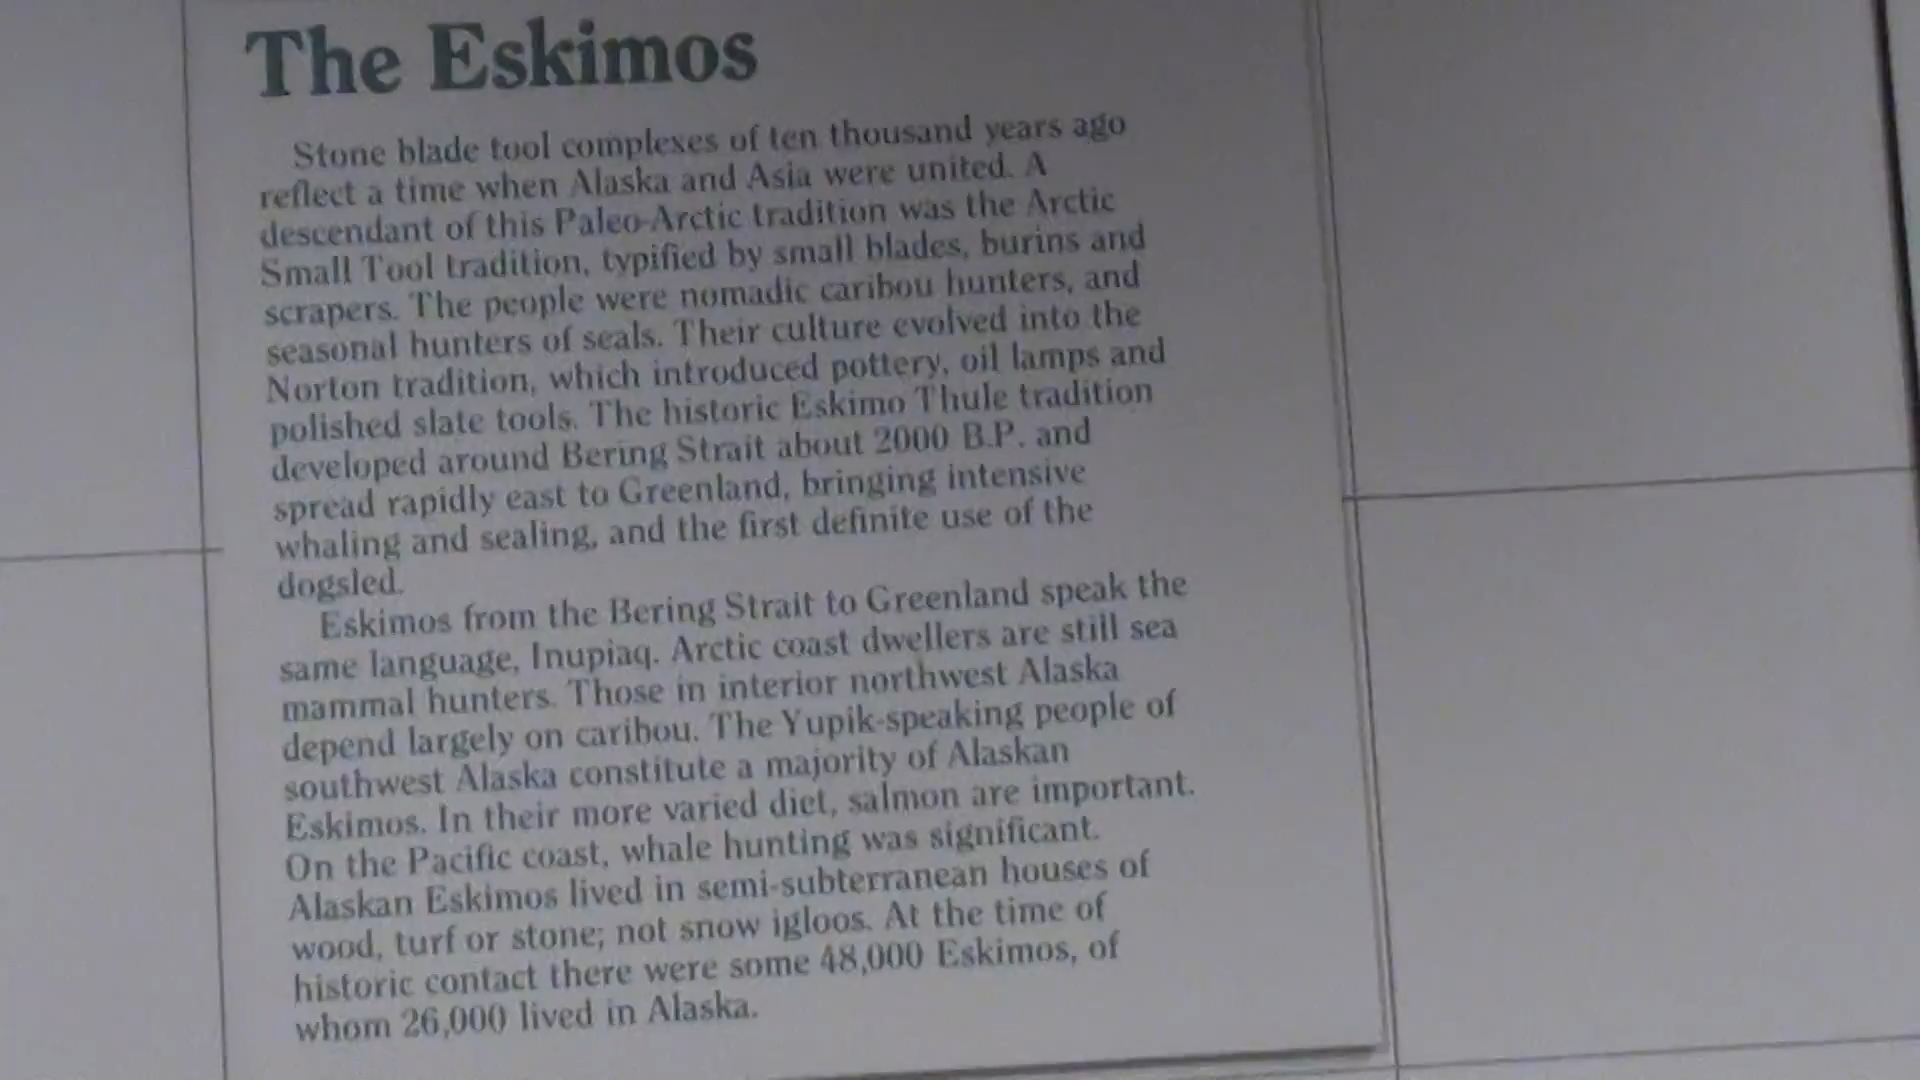 The Eskimos
Stone blade tool complexes of ten thousand years ago
reflect a time when Alaska and Asia were united. A
descendant of this Paleo-Arctic tradition was the Arctic
Small Tool tradition, typified by small blades, burins and
scrapers. The people were nomadic caribou hunters, and
seasonal hunters of seals. Their culture evolved into the
Norton tradition, which introduced pottery, oil lamps and
polished slate tools. The historic Eskimo Thule tradition
developed around Bering Strait about 2000 B.P. and
spread rapidly east to Greenland, bringing intensive
whaling and sealing, and the first definite use of the
dogsled.
Eskimos from the Bering Strait to Greenland speak the
same language, Inupiaq. Arctic coast dwellers are still sea
mammal hunters. Those in interior northwest Alaska
depend largely on caribou. The Yupik-speaking people of
southwest Alaska constitute a majority of Alaskan
Eskimos. In their more varied diet, salmon are important.
On the Pacific coast, whale hunting was significant.
Alaskan Eskimos lived in semi-subterranean houses of
wood, turf or stone; not snow igloos. At the time of
historic contact there were some 48,000 Eskimos, of
whom 26,000 lived in Alaska.